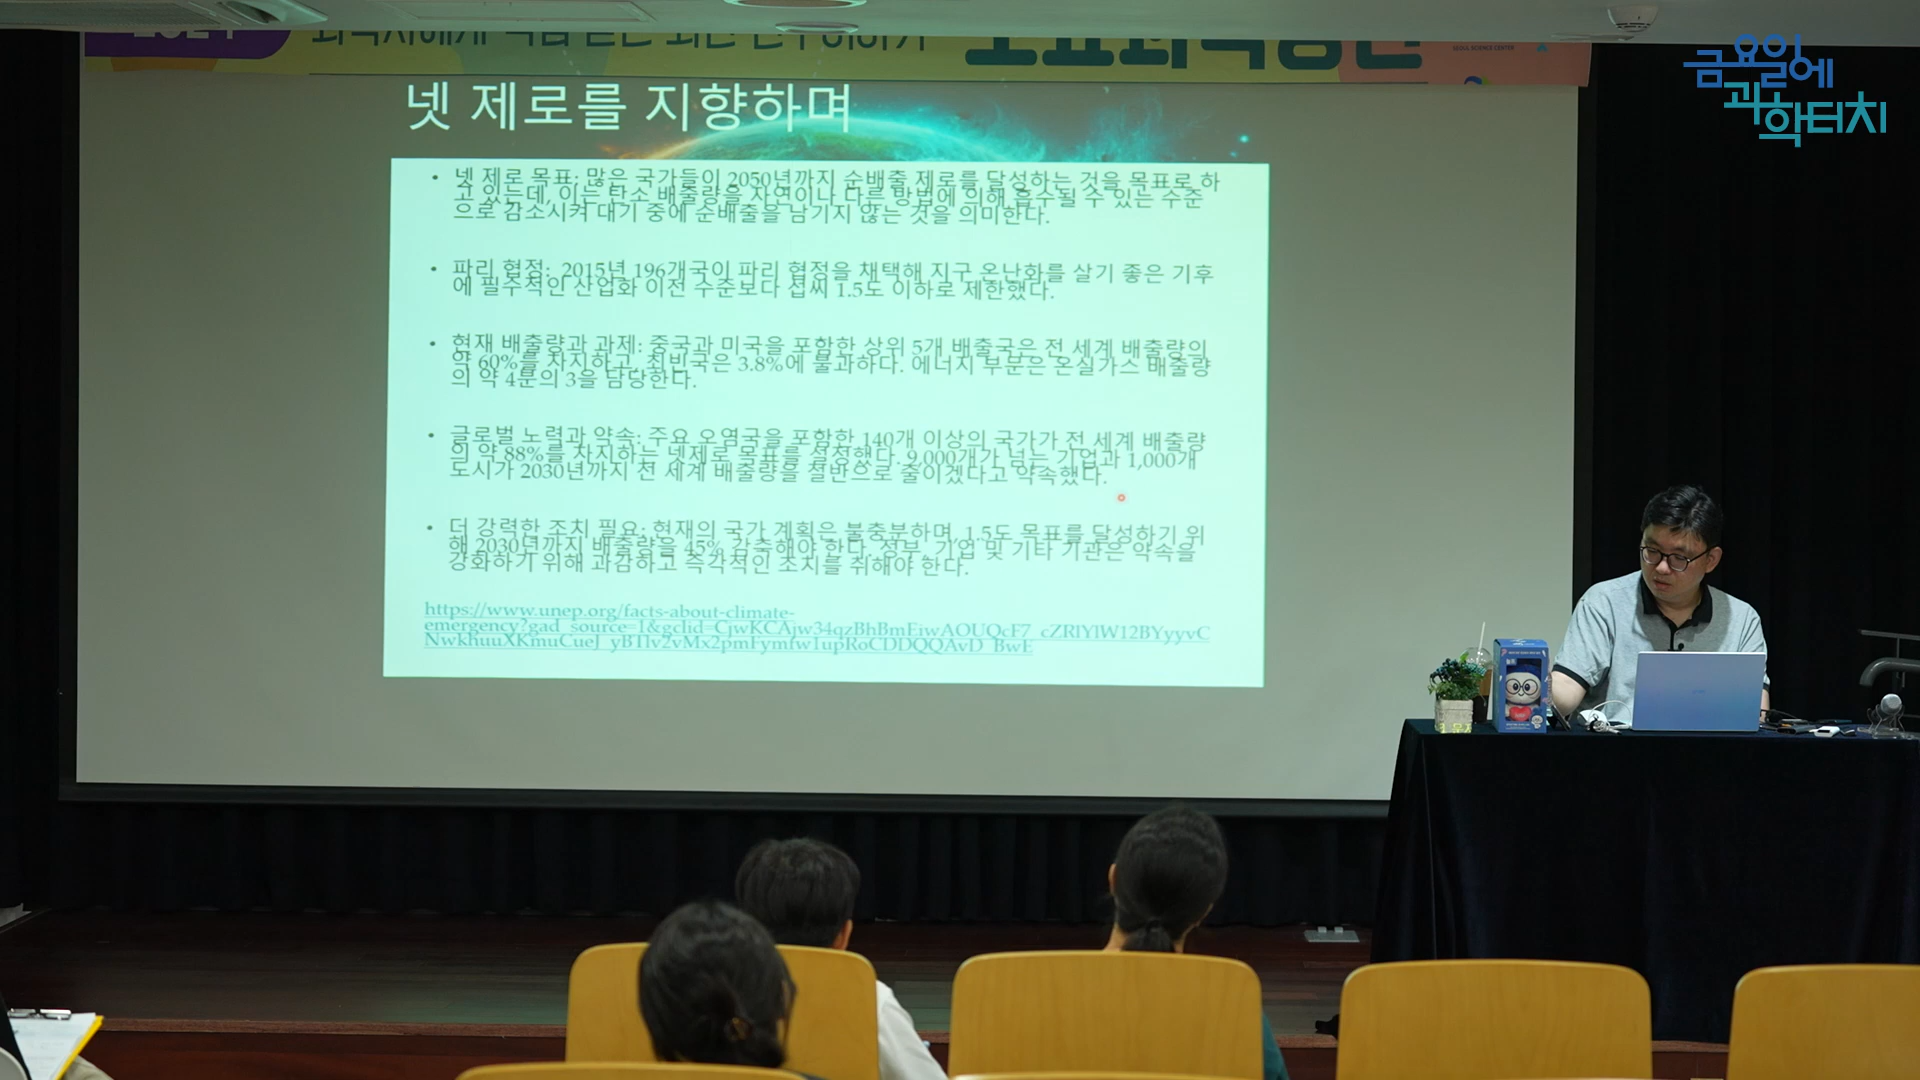 금요일에
과학터치
SEOUL SCIENCE CENTER
넷 제로를 지향하며
• 넷 제로 목표: 많은 국가들이 2050년까지 순배출 제로를 달성하는 것을 목표로 하
고 있는데, 이는 탄소 배출량을 자연이나 다른 방법에 의해 흡수될 수 있는 수준
으로 감소시켜 대기 중에 순배출을 남기지 않는 것을 의미한다.
• 파리 협정: 2015년 196개국이 파리 협정을 채택해 지구 온난화를 살기 좋은 기후
에 필수적인 산업화 이전 수준보다 섭씨 1.5도 이하로 제한했다.
• 현재 배출량과 과제: 중국과 미국을 포함한 상위 5개 배출국은 전 세계 배출량의
약 60%를 차지하고, 최빈국은 3.8%에 불과하다. 에너지 부분은 온실가스 배출량
의 약 4분의 3을 담당한다.
• 글로벌 노력과 약속: 주요 오염국을 포함한 140개 이상의 국가가 전 세계 배출량
의 약 88%를 차지하는 넷제로 목표를 설정했다. 9,000개가 넘는 기업과 1,000개
도시가 2030년까지 전 세계 배출량을 절반으로 줄이겠다고 약속했다.
• 더 강력한 조치 필요: 현재의 국가 계획은 불충분하며, 1.5도 목표를 달성하기 위
해 2030년까지 배출량을 45% 감축해야 한다. 정부, 기업 및 기타 기관은 약속을
강화하기 위해 과감하고 즉각적인 조치를 취해야 한다.
https://www.unep.org/facts-about-climate-
emergency?gad_source=1&gclid=CjwKCAjw34qzBhBmEiwAOUQcF7_cZRIYlW12BYyyvC